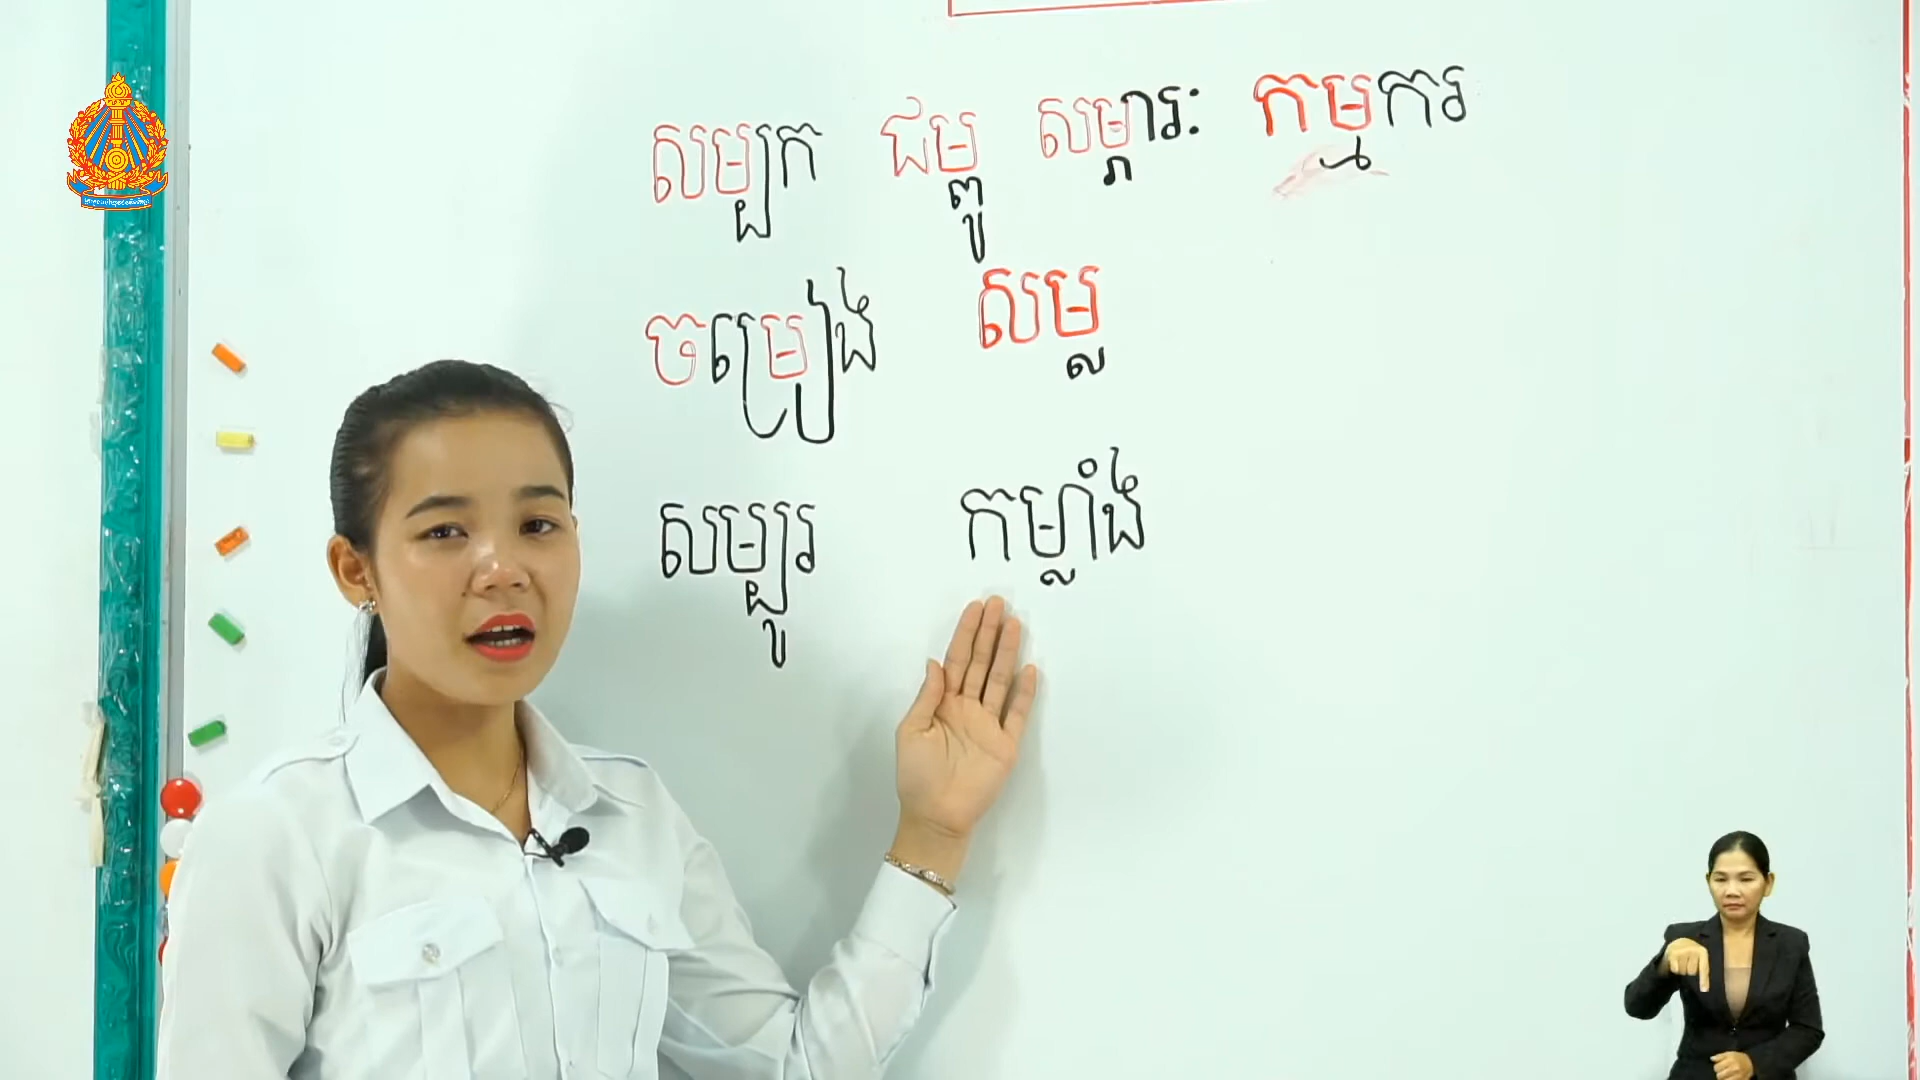 សម្បក ជម្ពូ សម្ភារៈ កម្មករ
ចម្រៀង សម្ល
សម្បូរ កម្លាំង